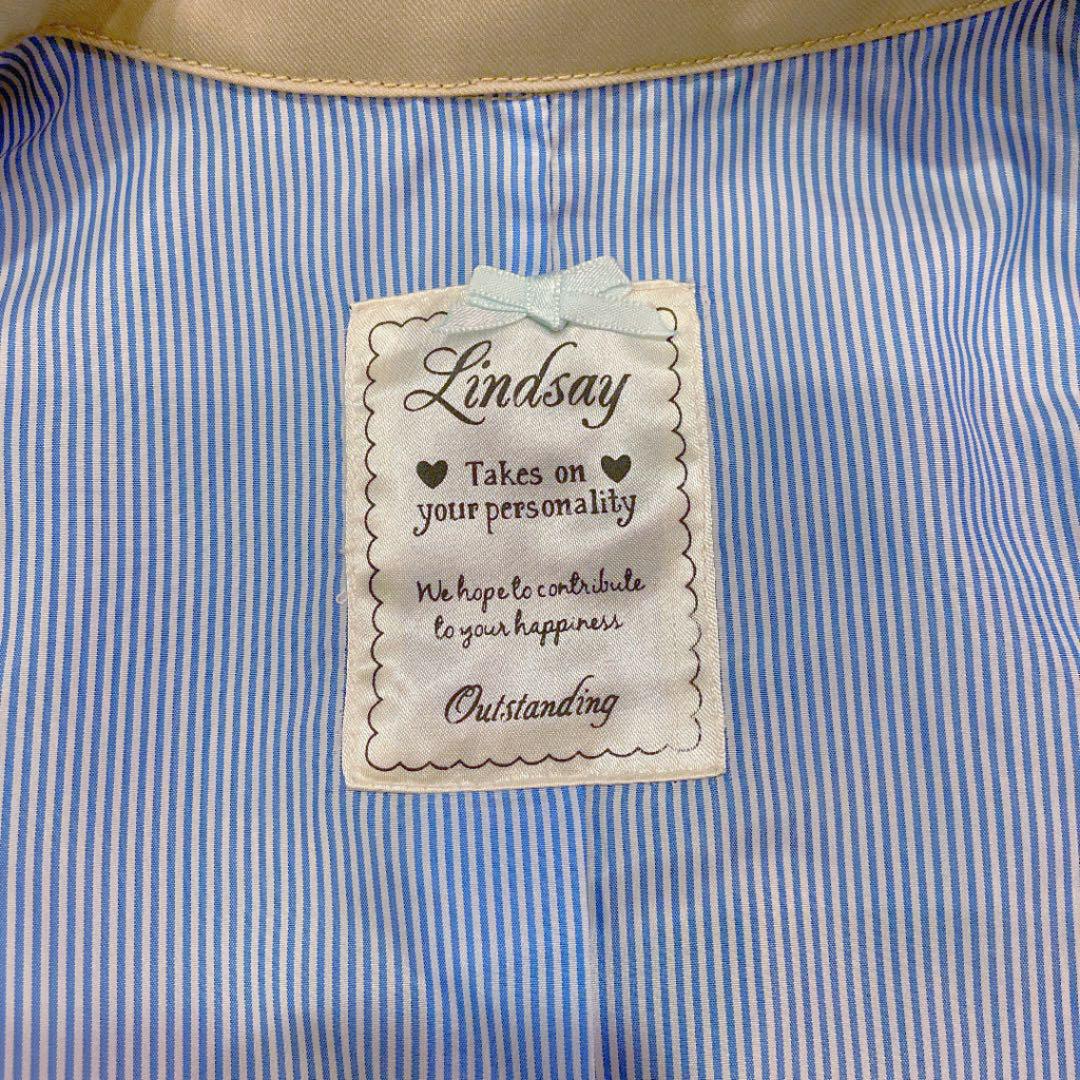 Lindsay
Takes on
your personality
We hope to contribute
to your happiness
Outstanding